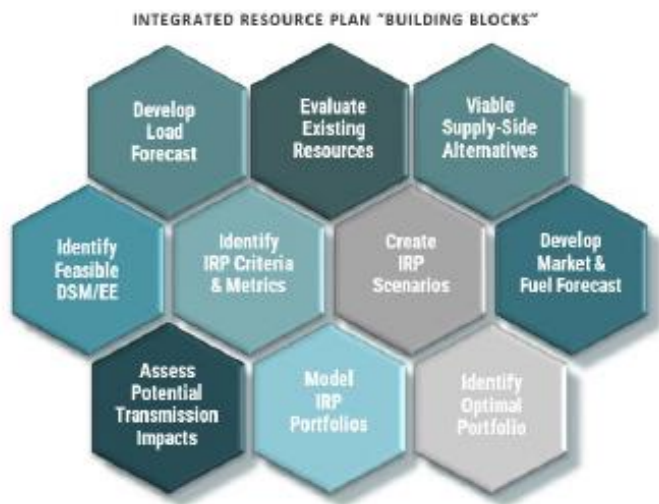 INTEGRATED RESOURCE PLAN "BUILDING BLOCKS"
Develop
Load
Forecast
Evaluate
Existing
Resources
Viable
Supply-Side
Alternatives
Identify
Feasible
DSM/EE
Identify
IRP Criteria
& Metrics
Create
IRP
Scenarios
Develop
Market &
Fuel Forecast
Assess
Potential
Transmission
Impacts
Model
IRP
Portfolios
Identify
Optimal
Portfolio